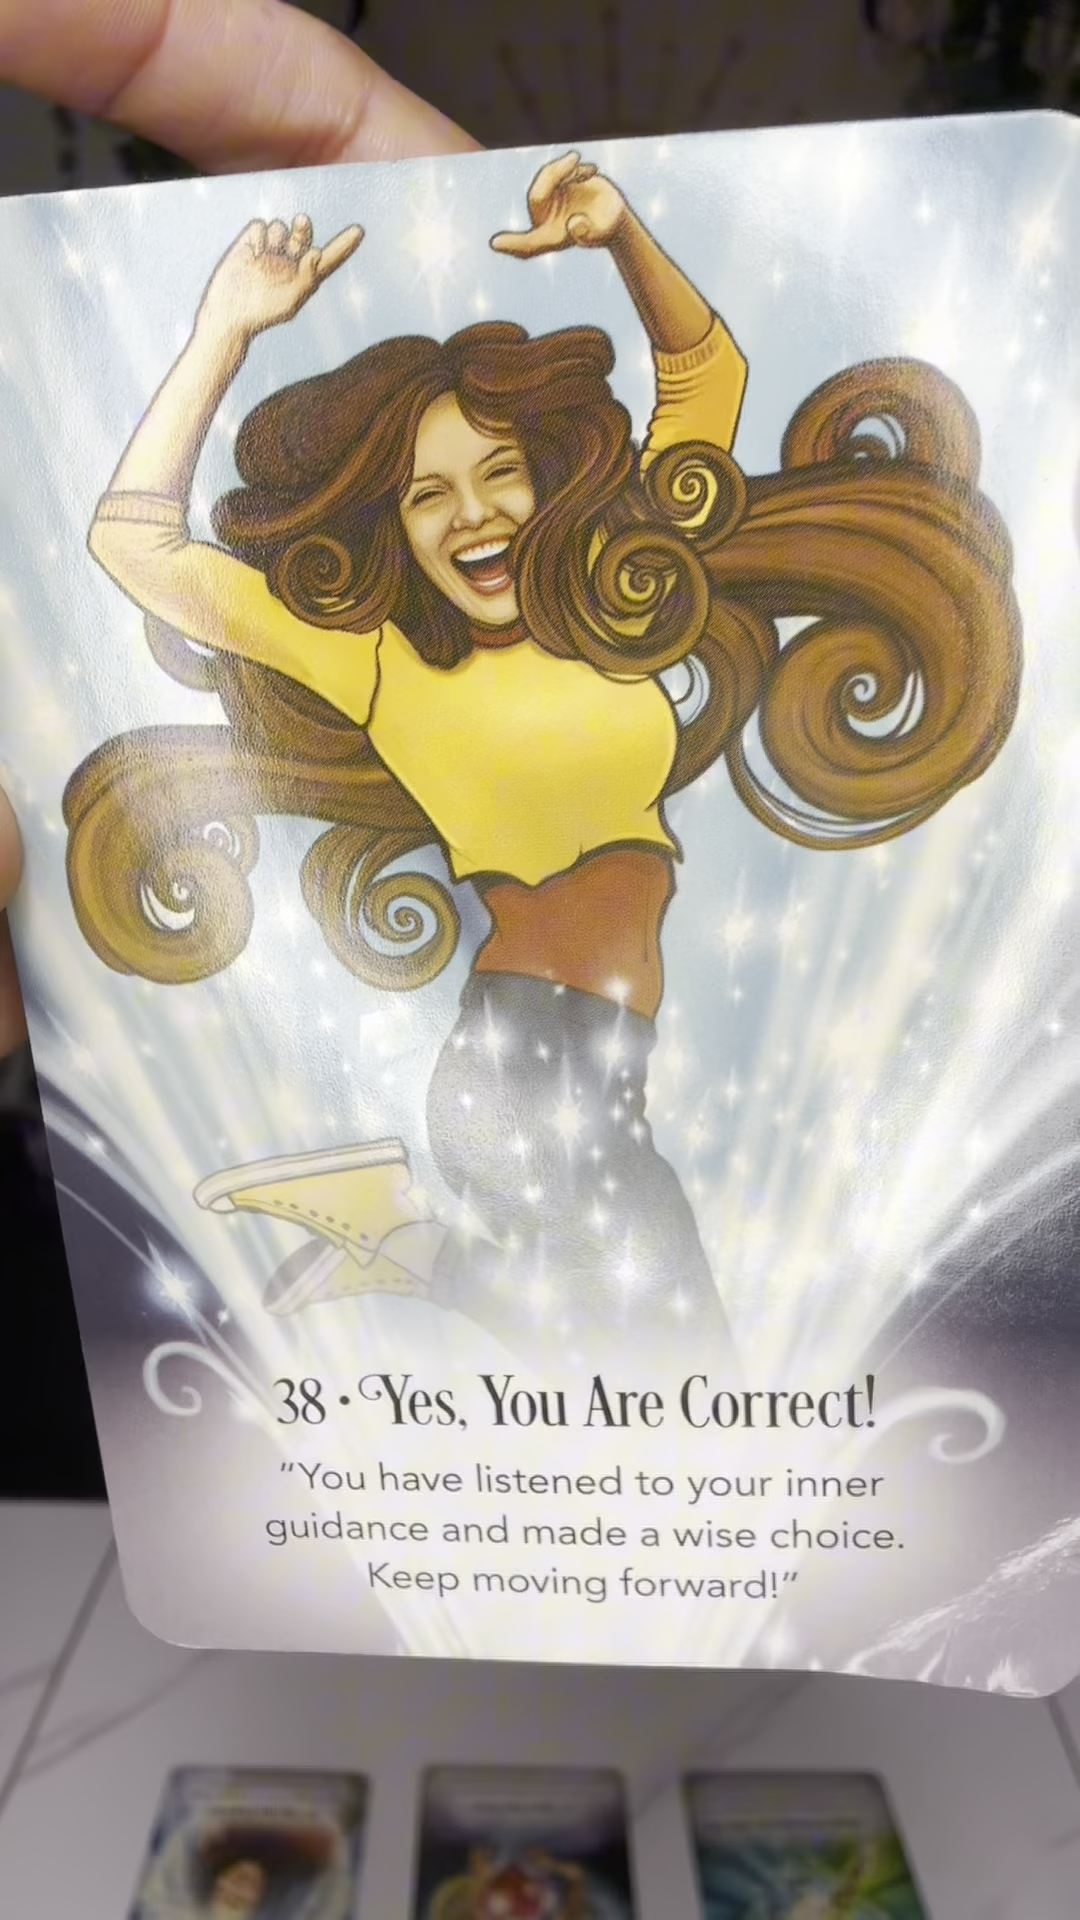 38 · Yes, You Are Correct!
"You have listened to your inner
guidance and made a wise choice.
Keep moving forward!"